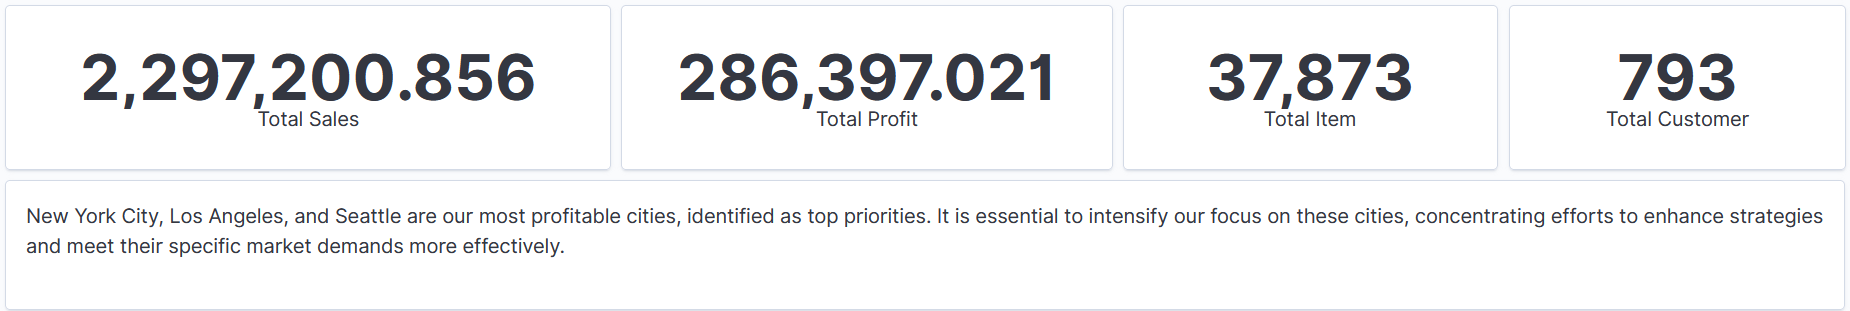 2,297,200.856
Total Sales
286,397.021
Total Profit
37,873
Total Item
793
Total Customer
New York City, Los Angeles, and Seattle are our most profitable cities, identified as top priorities. It is essential to intensify our focus on these cities, concentrating efforts to enhance strategies
and meet their specific market demands more effectively.